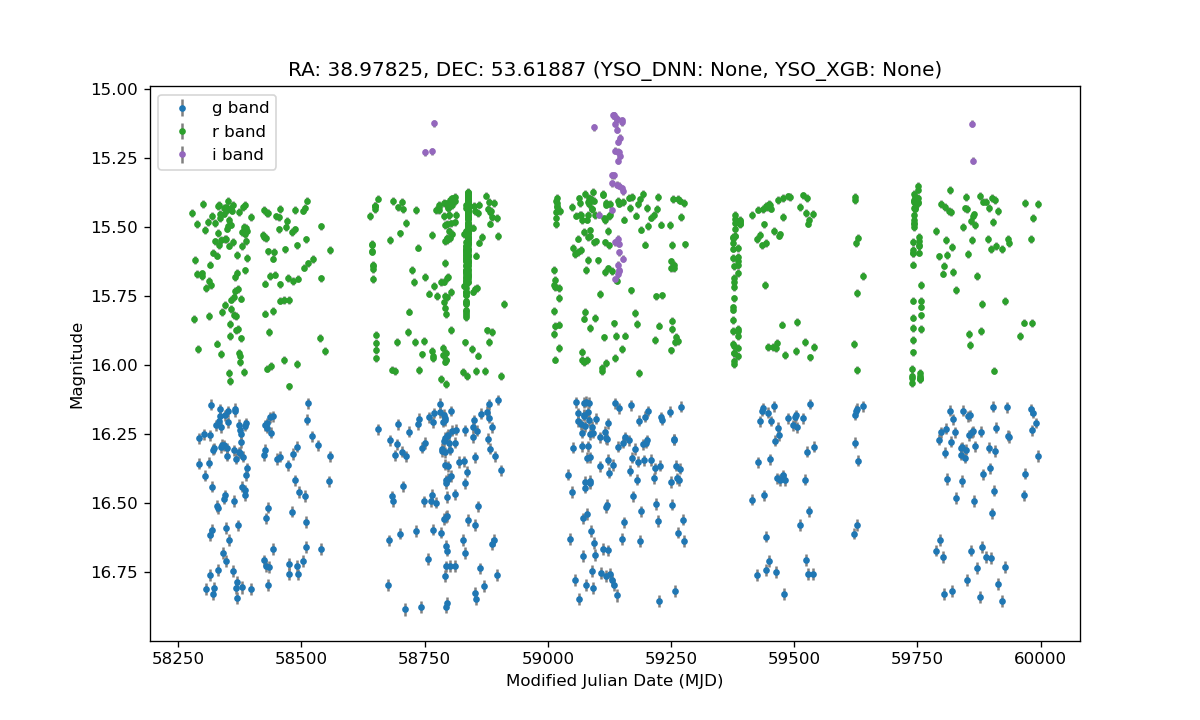 RA: 38.97825, DEC: 53.61887 (YSO_DNN: None, YSO_XGB: None)
15.00
15.25
15.50
15.75
16.00
16.25
16.50
16.75
Magnitude
g band
r band
i band
58250
58500
58750
59000
59250
59500
59750
60000
Modified Julian Date (MJD)